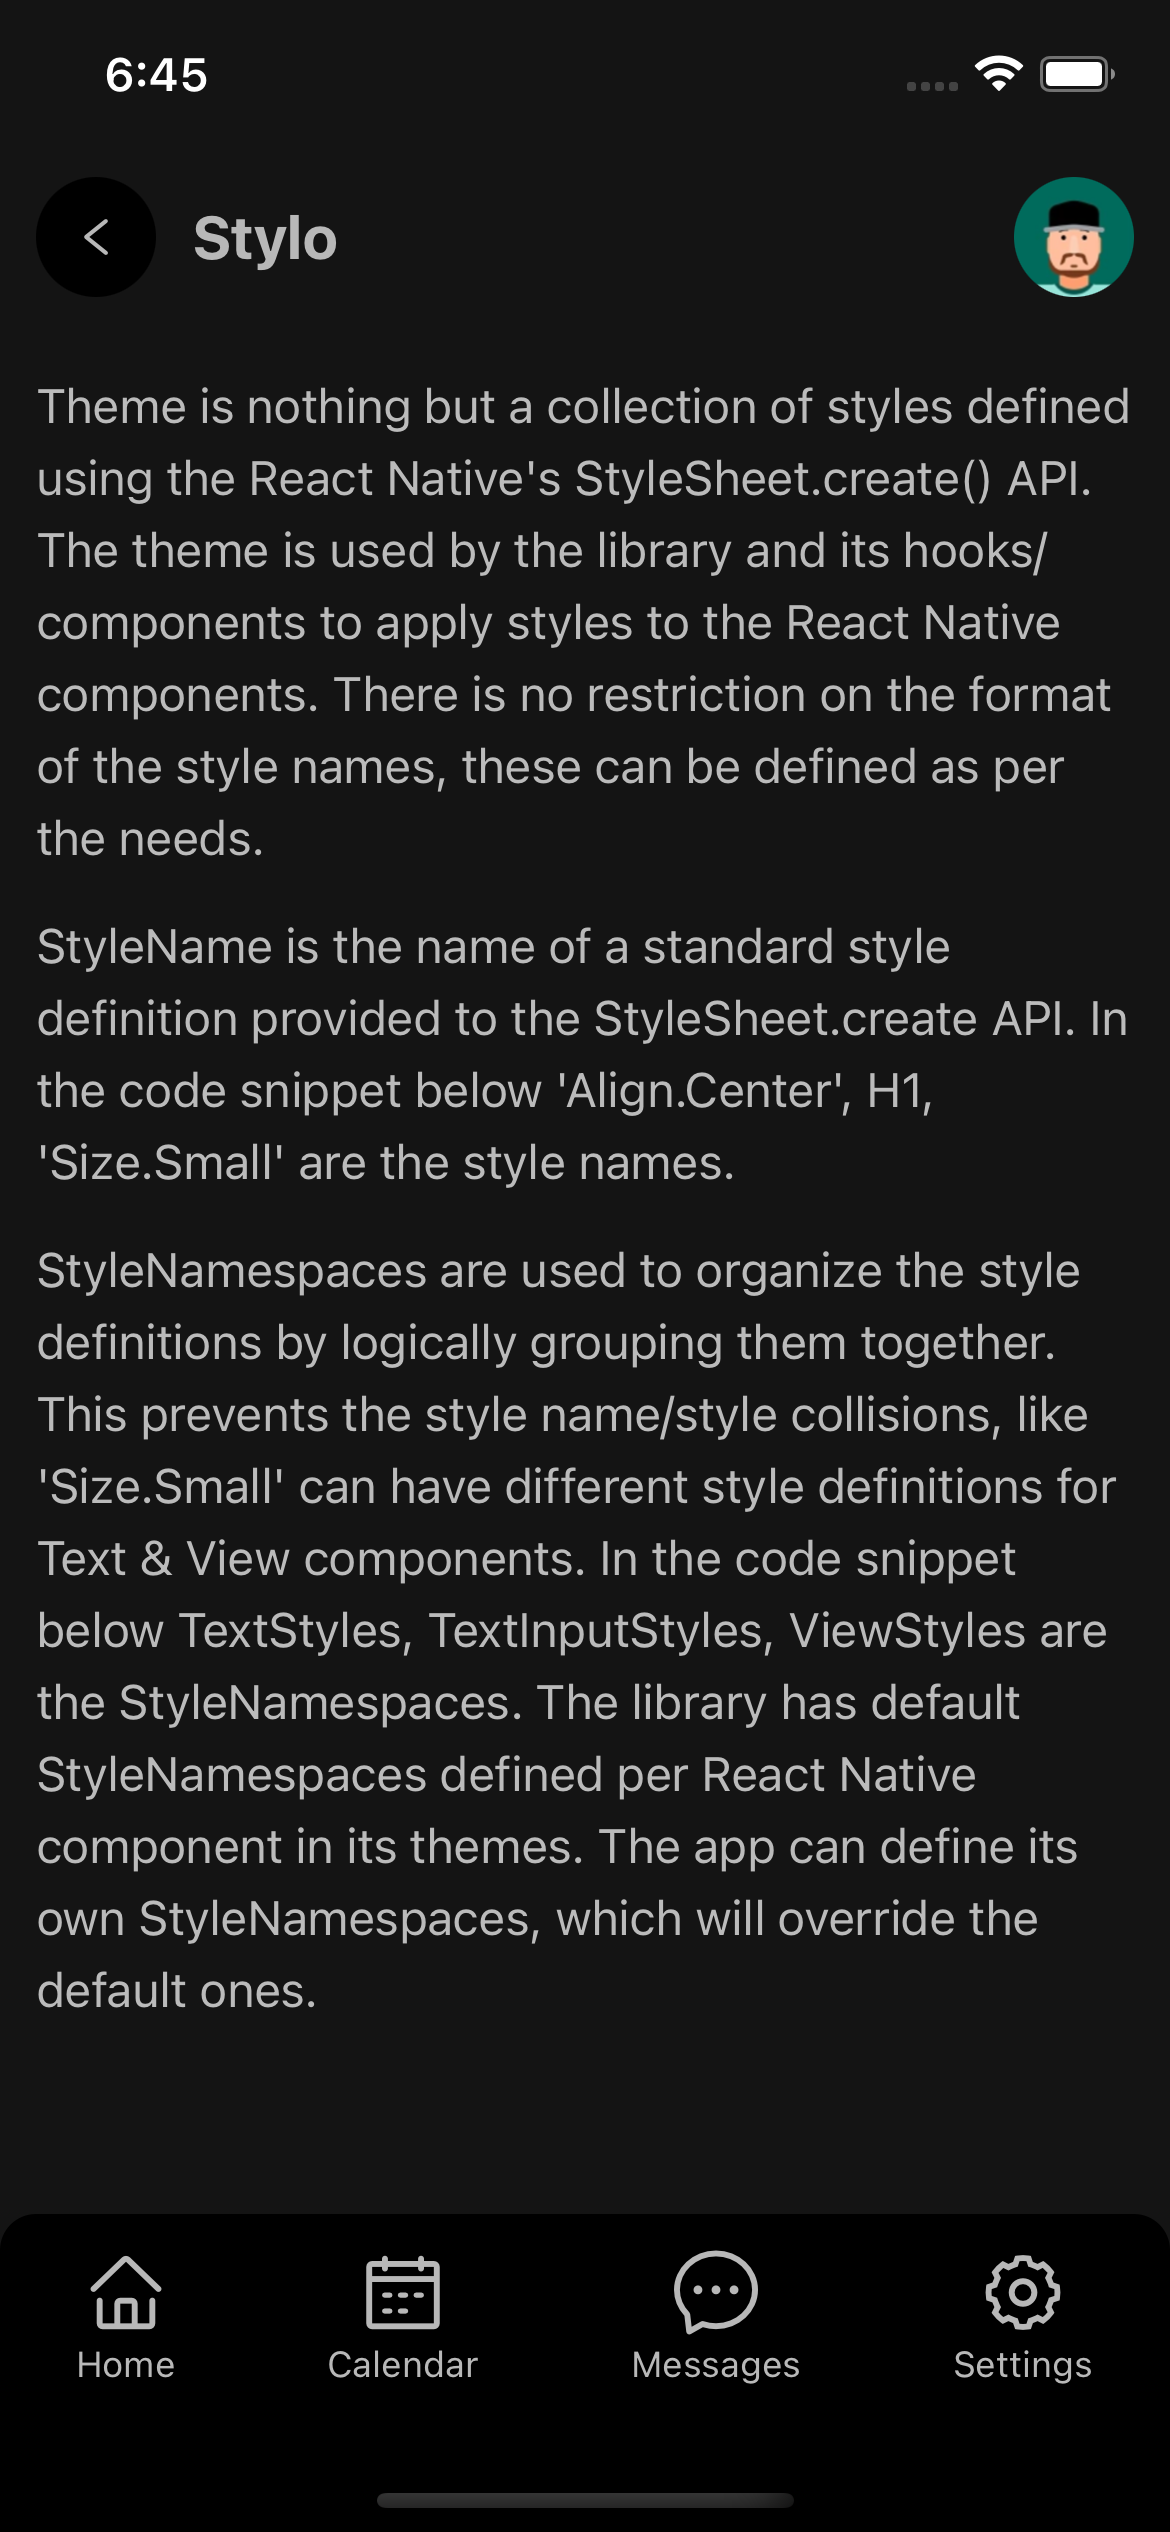 6:45
Stylo
Theme is nothing but a collection of styles defined
using the React Native's StyleSheet.create() API.
The theme is used by the library and its hooks/
components to apply styles to the React Native
components. There is no restriction on the format
of the style names, these can be defined as per
the needs.
StyleName is the name of a standard style
definition provided to the StyleSheet.create API. In
the code snippet below 'Align.Center', H1,
'Size.Small' are the style names.
StyleNamespaces are used to organize the style
definitions by logically grouping them together.
This prevents the style name/style collisions, like
'Size.Small' can have different style definitions for
Text & View components. In the code snippet
below TextStyles, TextInputStyles, ViewStyles are
the StyleNamespaces. The library has default
StyleNamespaces defined per React Native
component in its themes. The app can define its
own StyleNamespaces, which will override the
default ones.
Home Calendar Messages Settings